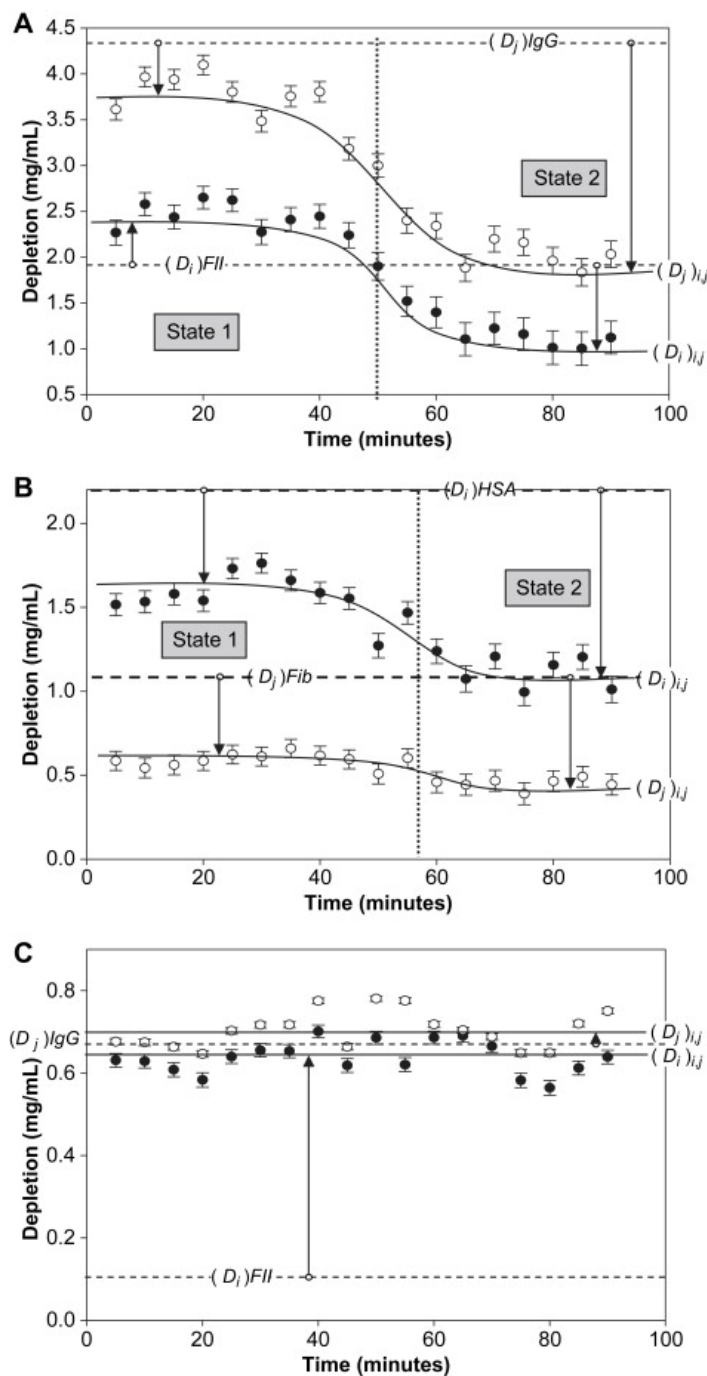 A
4.5
( Dj )IgG
4.0
3.5
3.0
State 2
2.5
2.0
( Di )FII
( Dj )i,j
1.5
State 1
1.0
( Di )i,j
0.5
0 20 40 60 80 100
Time (minutes)
Depletion (mg/mL)
B
(Di )HSA
2.0
State 2
1.5
State 1
( Dj )Fib
( Di )i,j
1.0
0.5
( Dj )i,j
0.0
0 20 40 60 80 100
Time (minutes)
Depletion (mg/mL)
C
0.8
(D j )IgG
(Dj )i,j
(Di )i,j
0.6
0.4
0.2
( Di )FII
0.0
0 20 40 60 80 100
Time (minutes)
Depletion (mg/mL)